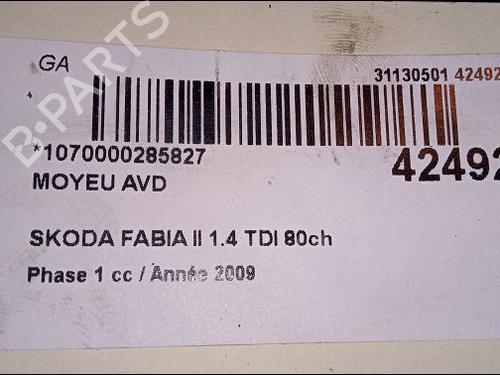 GA
31130501 42492
*1070000285827
42492
MOYEU AVD
SKODA FABIA II 1.4 TDI 80ch
Phase 1 cc / Année 2009
B-PARTS